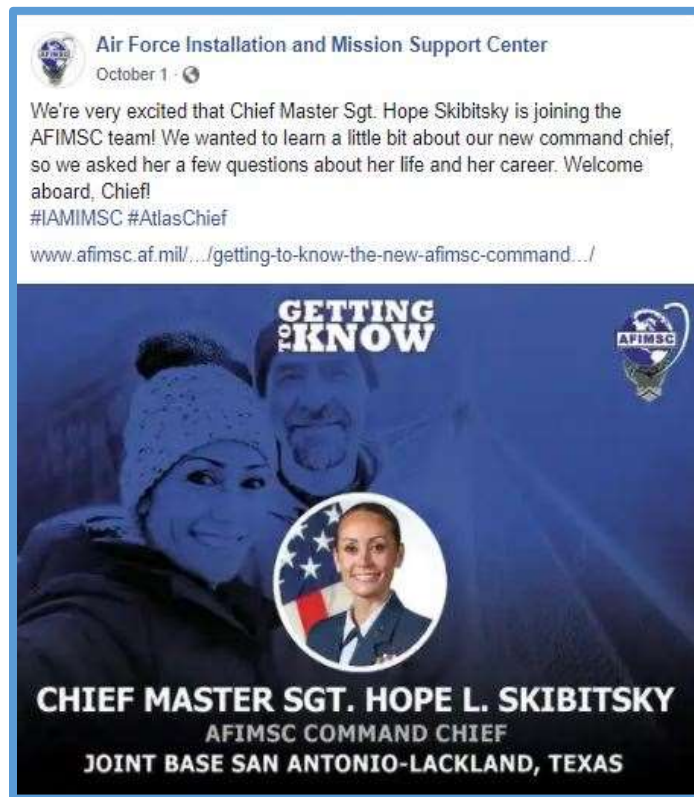 AFIMSC
Air Force Installation and Mission Support Center
October 1 ·
We're very excited that Chief Master Sgt. Hope Skibitsky is joining the
AFIMSC team! We wanted to learn a little bit about our new command chief,
so we asked her a few questions about her life and her career. Welcome
aboard, Chief!
#IAMIMSC #AtlasChief
www.afimsc.af.mil/…/getting-to-know-the-new-afimsc-command…/
GETTING
TO KNOW
AFIMSC
CHIEF MASTER SGT. HOPE L. SKIBITSKY
AFIMSC COMMAND CHIEF
JOINT BASE SAN ANTONIO-LACKLAND, TEXAS